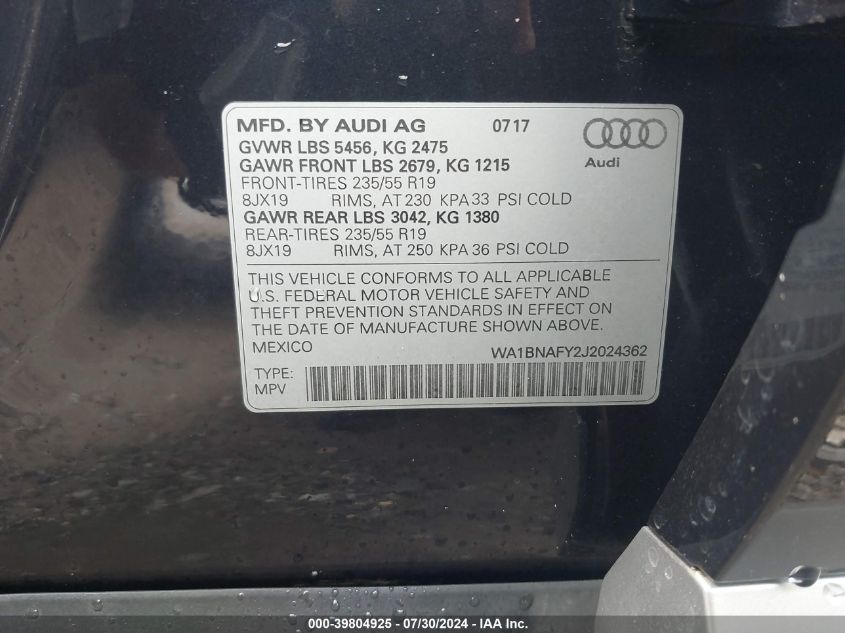 MFD. BY AUDI AG 07 17
GVWR LBS 5456, KG 2475
GAWR FRONT LBS 2679, KG 1215
FRONT-TIRES 235/55 R19
8JX19 RIMS, AT 230 KPA 33 PSI COLD
GAWR REAR LBS 3042, KG 1380
REAR-TIRES 235/55 R19
8JX19 RIMS, AT 250 KPA 36 PSI COLD
Audi
THIS VEHICLE CONFORMS TO ALL APPLICABLE
U.S. FEDERAL MOTOR VEHICLE SAFETY AND
THEFT PREVENTION STANDARDS IN EFFECT ON
THE DATE OF MANUFACTURE SHOWN ABOVE.
MEXICO WA1BNAFY2J2024362
TYPE:
MPV
000-39804925 - 07/30/2024 - IAA Inc.